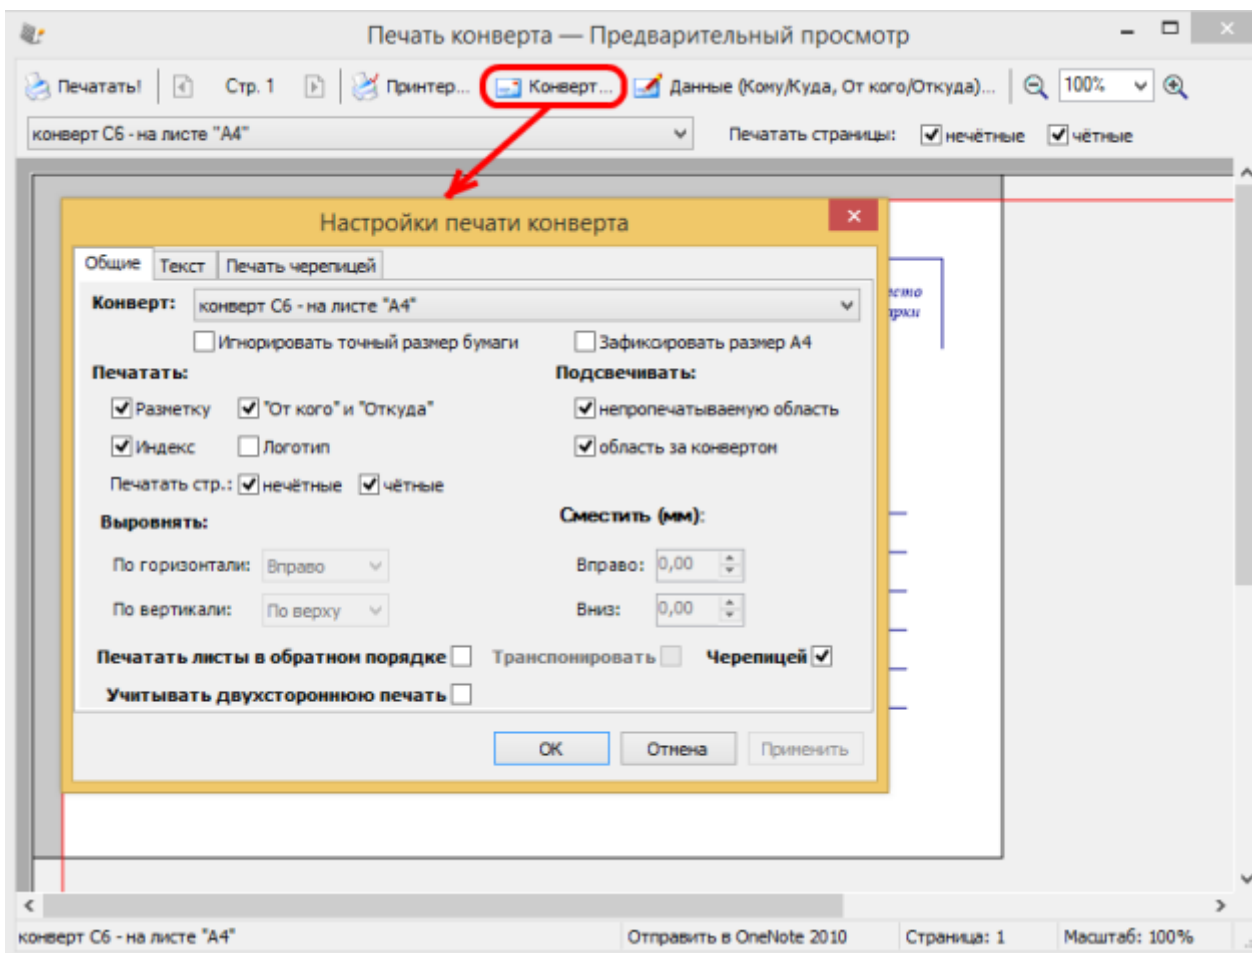 Печать конверта — Предварительный просмотр
Печатать! Стр. 1 Принтер... Конверт... Данные (Кому/Куда, От кого/Откуда)... 100%
конверт C6 - на листе "A4" Печатать страницы: нечётные чётные
Настройки печати конверта
Общие Текст Печать черепицей
Конверт: конверт C6 - на листе "A4"
Игнорировать точный размер бумаги Зафиксировать размер A4
Печатать: Подсвечивать:
Разметку "От кого" и "Откуда" непропечатываемую область
Индекс Логотип область за конвертом
Печатать стр.: нечётные чётные
Выровнять: Сместить (мм):
По горизонтали: Вправо Вправо: 0,00
По вертикали: По верху Вниз: 0,00
Печатать листы в обратном порядке Транспонировать Черепицей
Учитывать двухстороннюю печать
ОК Отмена Применить
конверт C6 - на листе "A4" Отправить в OneNote 2010 Страница: 1 Масштаб: 100%